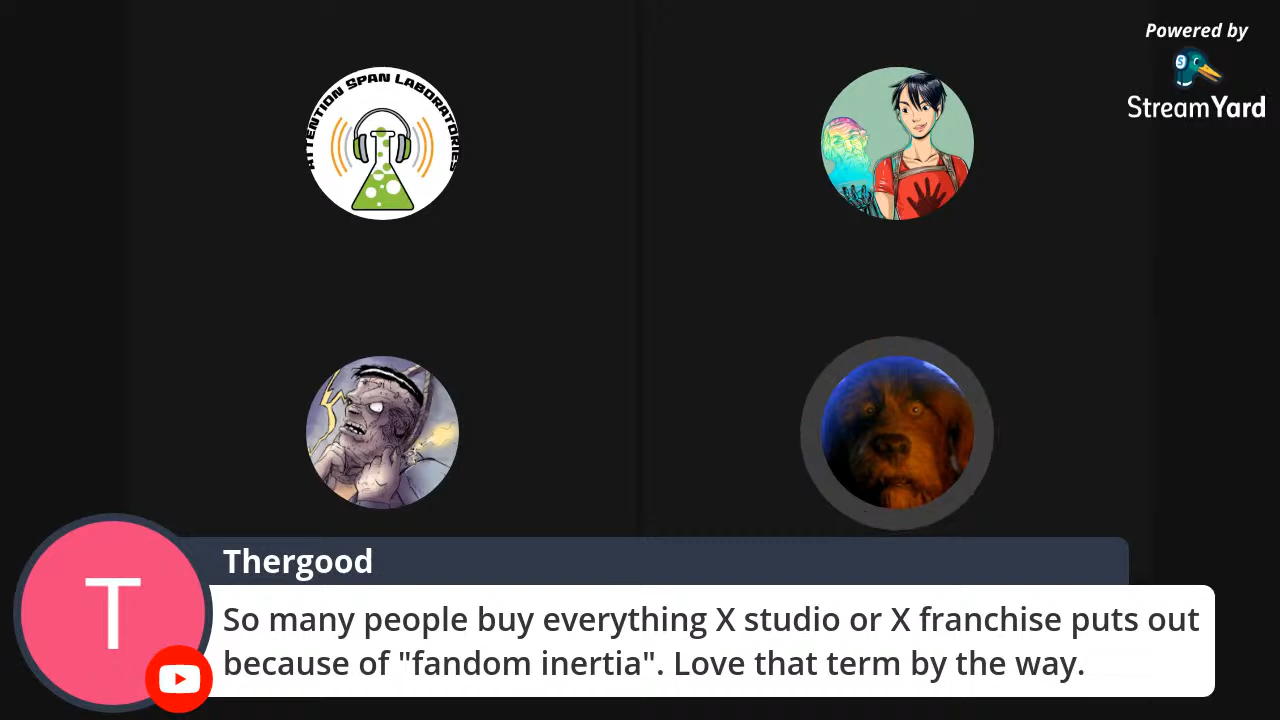 Powered by
StreamYard
ATTENTION SPAN LABORATORIES
Thergood
T
So many people buy everything X studio or X franchise puts out
because of "fandom inertia". Love that term by the way.